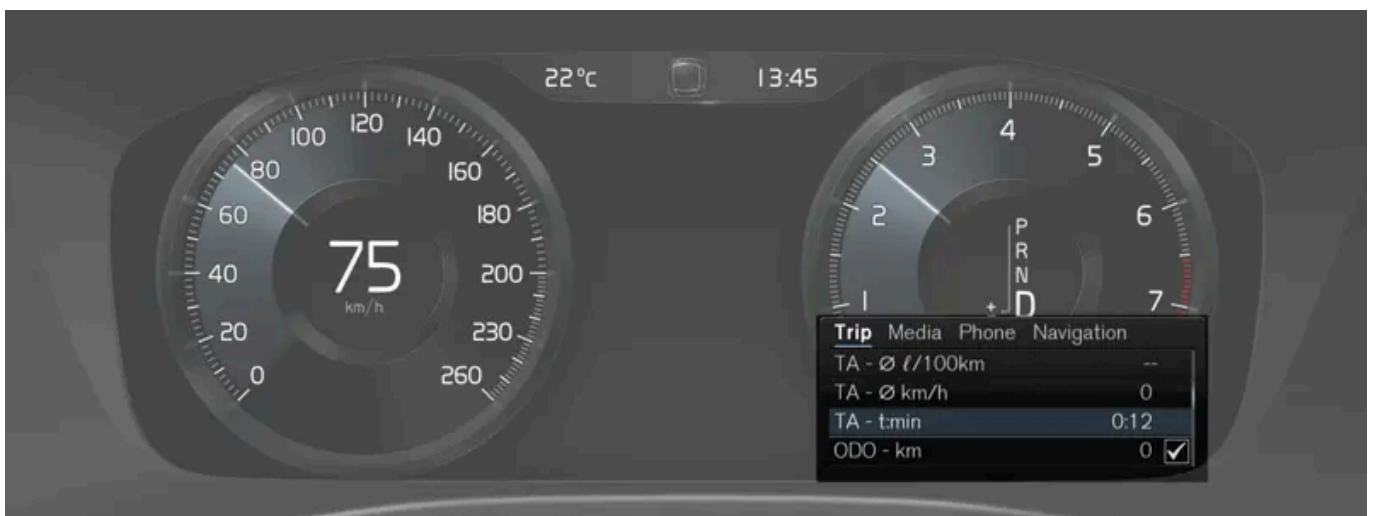 22°c 13:45
0
20
40
60
80
100
120
140
160
180
200
230
260
75
km/h
1
2
3
4
5
6
7
P
R
N
± D
Trip Media Phone Navigation
TA - Ø ℓ/100km --
TA - Ø km/h 0
TA - t:min 0:12
ODO - km 0